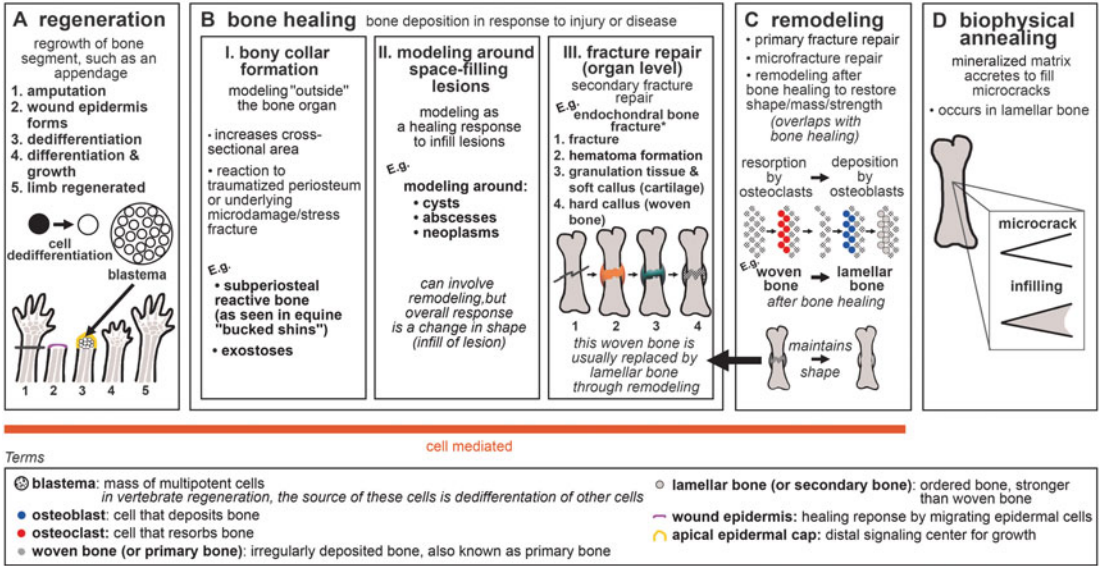 A regeneration
regrowth of bone
segment, such as an
appendage
1. amputation
2. wound epidermis
forms
3. dedifferentiation
4. differentiation &
growth
5. limb regenerated
cell
dedifferentiation
blastema
1 2 3 4 5
B bone healing bone deposition in response to injury or disease
I. bony collar
formation
modeling "outside"
the bone organ
• increases cross-
sectional area
• reaction to
traumatized periosteum
or underlying
microdamage/stress
fracture
E.g.
• subperiosteal
reactive bone
(as seen in equine
"bucked shins")
• exostoses
II. modeling around
space-filling
lesions
modeling as
a healing response
to infill lesions
E.g.
modeling around:
• cysts
• abscesses
• neoplasms
can involve
remodeling,but
overall response
is a change in shape
(infill of lesion)
III. fracture repair
(organ level)
secondary fracture
repair
E.g.
endochondral bone
fracture*
1. fracture
2. hematoma formation
3. granulation tissue &
soft callus (cartilage)
4. hard callus (woven
bone)
1 2 3 4
this woven bone is
usually replaced by
lamellar bone
through remodeling
C remodeling
• primary fracture repair
• microfracture repair
• remodeling after
bone healing to restore
shape/mass/strength
(overlaps with
bone healing)
resorption deposition
by by
osteoclasts osteoblasts
E.g.
woven lamellar
bone bone
after bone healing
maintains
shape
D biophysical
annealing
mineralized matrix
accretes to fill
microcracks
• occurs in lamellar bone
microcrack
infilling
cell mediated
Terms
blastema: mass of multipotent cells
in vertebrate regeneration, the source of these cells is dedifferentiation of other cells
osteoblast: cell that deposits bone
osteoclast: cell that resorbs bone
woven bone (or primary bone): irregularly deposited bone, also known as primary bone
lamellar bone (or secondary bone): ordered bone, stronger
than woven bone
wound epidermis: healing reponse by migrating epidermal cells
apical epidermal cap: distal signaling center for growth